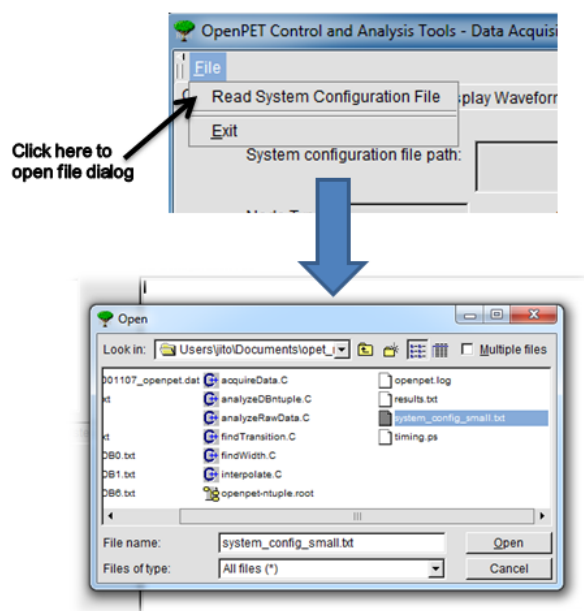 OpenPET Control and Analysis Tools - Data Acquisi
File
Read System Configuration File
play Waveform
Exit
System configuration file path:
Click here to
open file dialog
Open
Look in:
Users\jito\Documents\opet_
Multiple files
001107_openpet.dat
acquireData.C
openpet.log
xt
analyzeDBntuple.C
results.txt
analyzeRawData.C
system_config_small.txt
xt
findTransition.C
timing.ps
DB0.txt
findWidth.C
DB1.txt
interpolate.C
DB6.txt
openpet-ntuple.root
File name:
system_config_small.txt
Open
Files of type:
All files (*)
Cancel